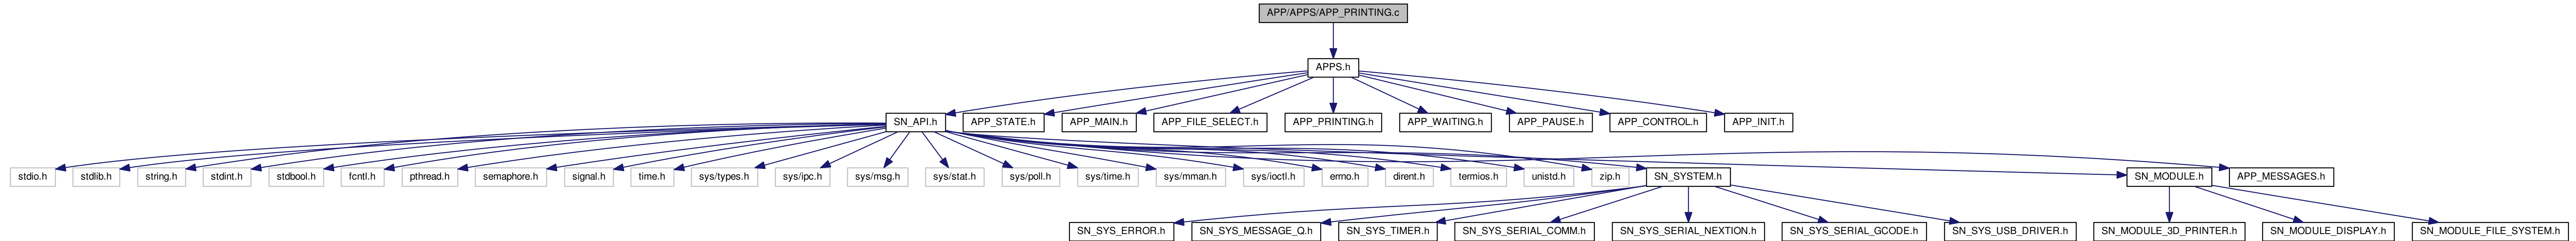 APP/APPS/APP_PRINTING.c
APPS.h
SN_API.h
APP_STATE.h
APP_MAIN.h
APP_FILE_SELECT.h
APP_PRINTING.h
APP_WAITING.h
APP_PAUSE.h
APP_CONTROL.h
APP_INIT.h
stdio.h
stdlib.h
string.h
stdint.h
stdbool.h
fcntl.h
pthread.h
semaphore.h
signal.h
time.h
sys/types.h
sys/ipc.h
sys/msg.h
sys/stat.h
sys/poll.h
sys/time.h
sys/mman.h
sys/ioctl.h
errno.h
dirent.h
termios.h
unistd.h
zip.h
SN_SYSTEM.h
SN_MODULE.h
APP_MESSAGES.h
SN_SYS_ERROR.h
SN_SYS_MESSAGE_Q.h
SN_SYS_TIMER.h
SN_SYS_SERIAL_COMM.h
SN_SYS_SERIAL_NEXTION.h
SN_SYS_SERIAL_GCODE.h
SN_SYS_USB_DRIVER.h
SN_MODULE_3D_PRINTER.h
SN_MODULE_DISPLAY.h
SN_MODULE_FILE_SYSTEM.h